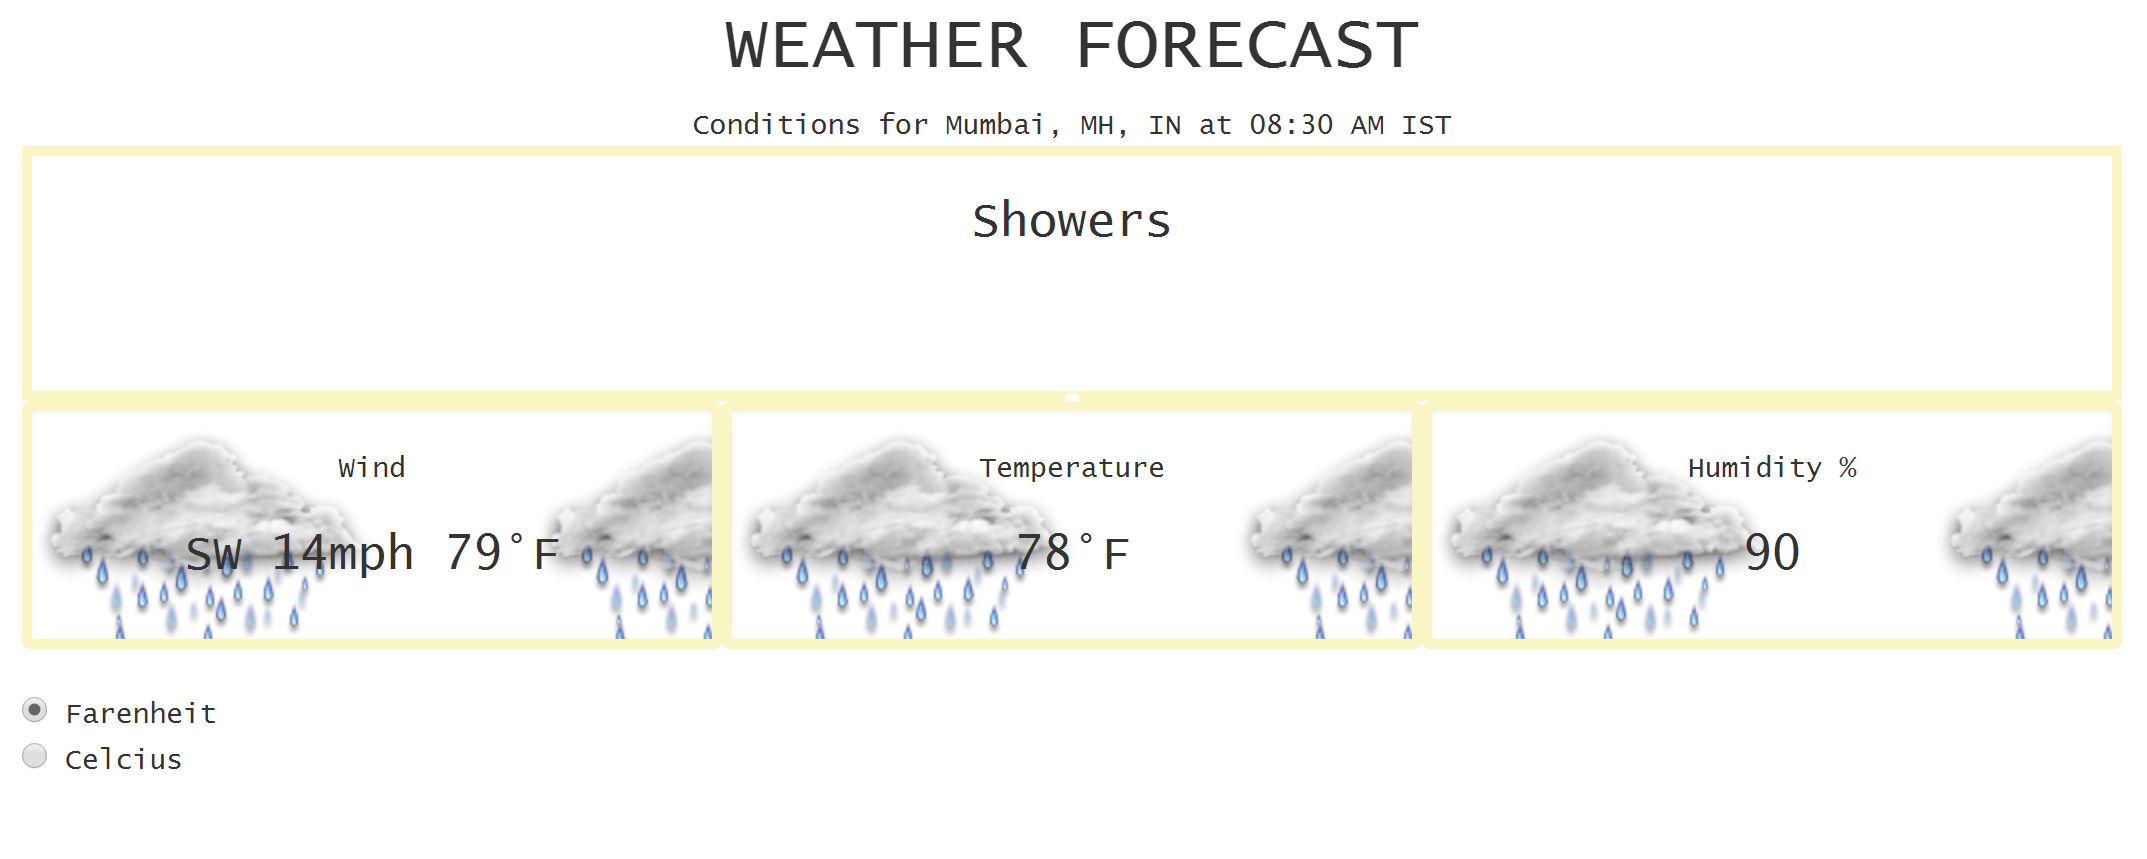 WEATHER FORECAST
Conditions for Mumbai, MH, IN at 08:30 AM IST
Showers
Wind
SW 14mph 79°F
Temperature
78°F
Humidity %
90
Farenheit
Celcius